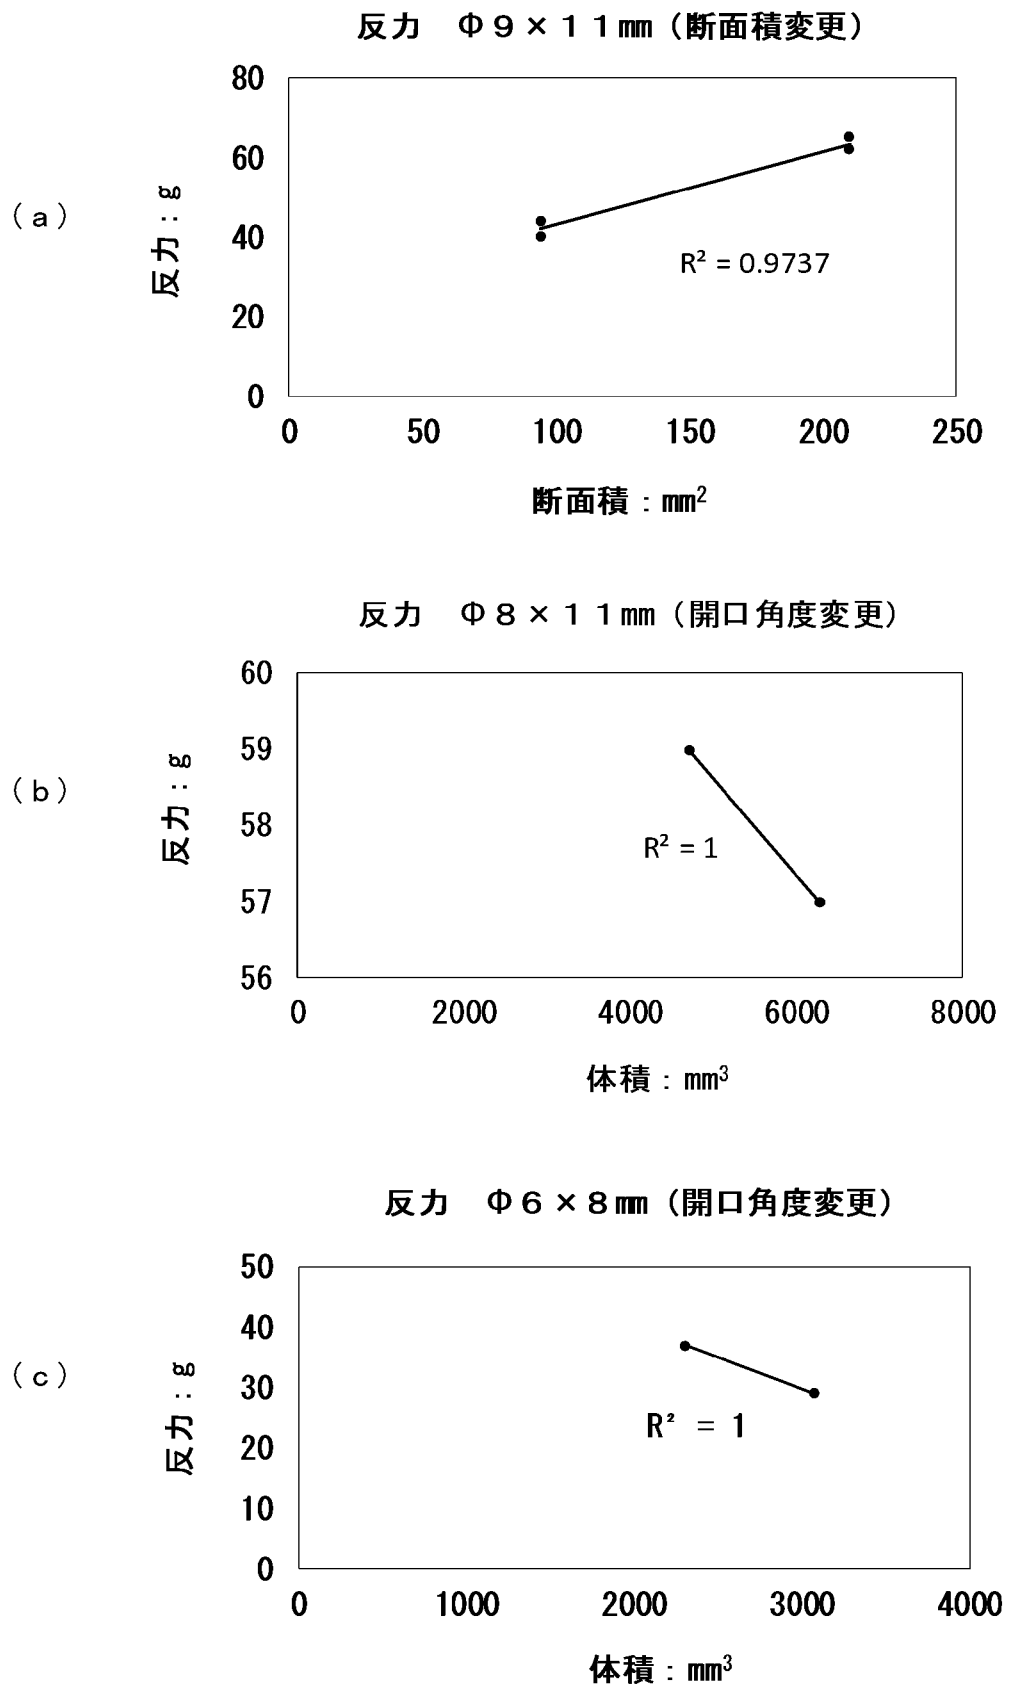 反力　Φ９×１１㎜（断面積変更）
(a)
反力：g
80
60
40
20
0
R² = 0.9737
0 50 100 150 200 250
断面積：㎜²
反力　Φ８×１１㎜（開口角度変更）
(b)
反力：g
60
59
58
57
56
R² = 1
0 2000 4000 6000 8000
体積：㎜³
反力　Φ６×８㎜（開口角度変更）
(c)
反力：g
50
40
30
20
10
0
R² = 1
0 1000 2000 3000 4000
体積：㎜³